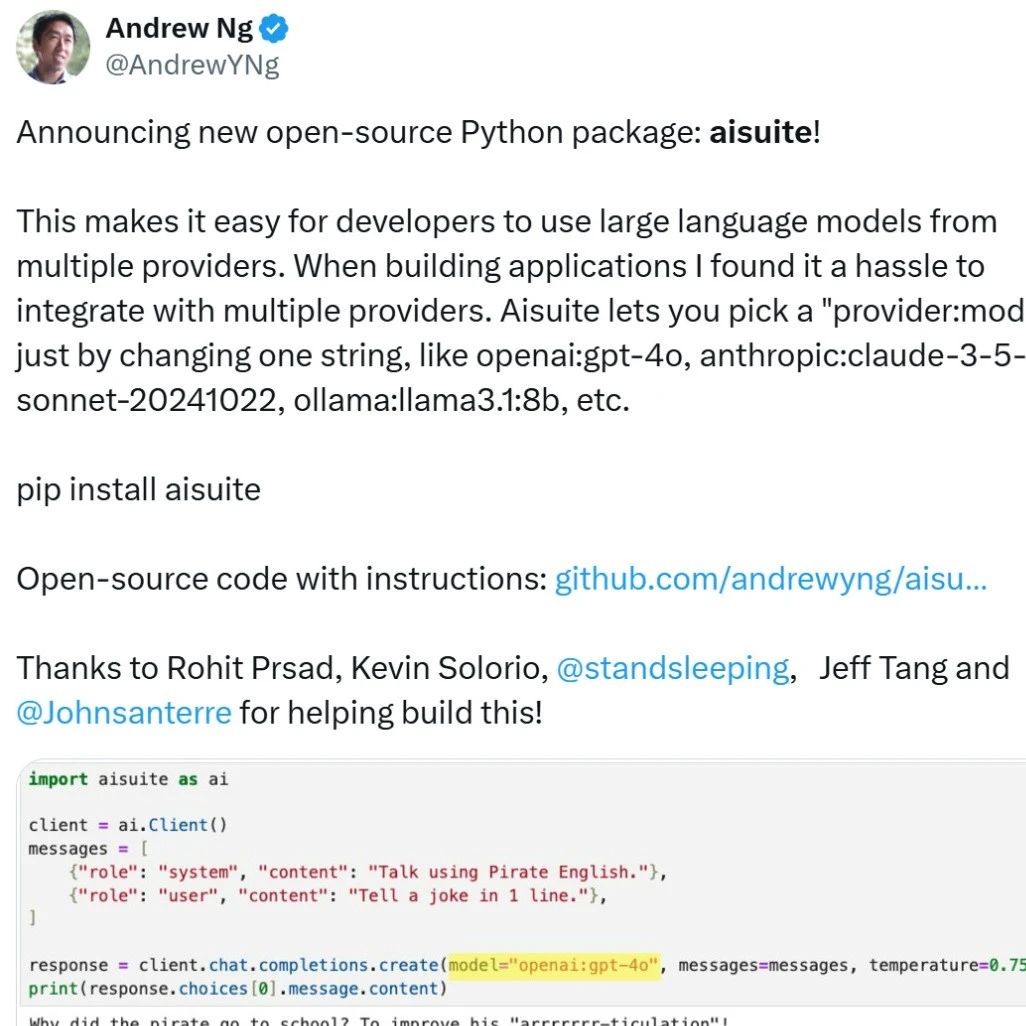 Andrew Ng
@AndrewYNg
Announcing new open-source Python package: aisuite!
This makes it easy for developers to use large language models from
multiple providers. When building applications I found it a hassle to
integrate with multiple providers. Aisuite lets you pick a "provider:mod
just by changing one string, like openai:gpt-4o, anthropic:claude-3-5-
sonnet-20241022, ollama:llama3.1:8b, etc.
pip install aisuite
Open-source code with instructions: github.com/andrewyng/aisu...
Thanks to Rohit Prsad, Kevin Solorio, @standsleeping,  Jeff Tang and
@Johnsanterre for helping build this!
import aisuite as ai
client = ai.Client()
messages = [
    {"role": "system", "content": "Talk using Pirate English."},
    {"role": "user", "content": "Tell a joke in 1 line."},
]
response = client.chat.completions.create(model="openai:gpt-4o", messages=messages, temperature=0.75
print(response.choices[0].message.content)
Why did the pirate go to school? To improve his "arrrrrrr-ticulation"!